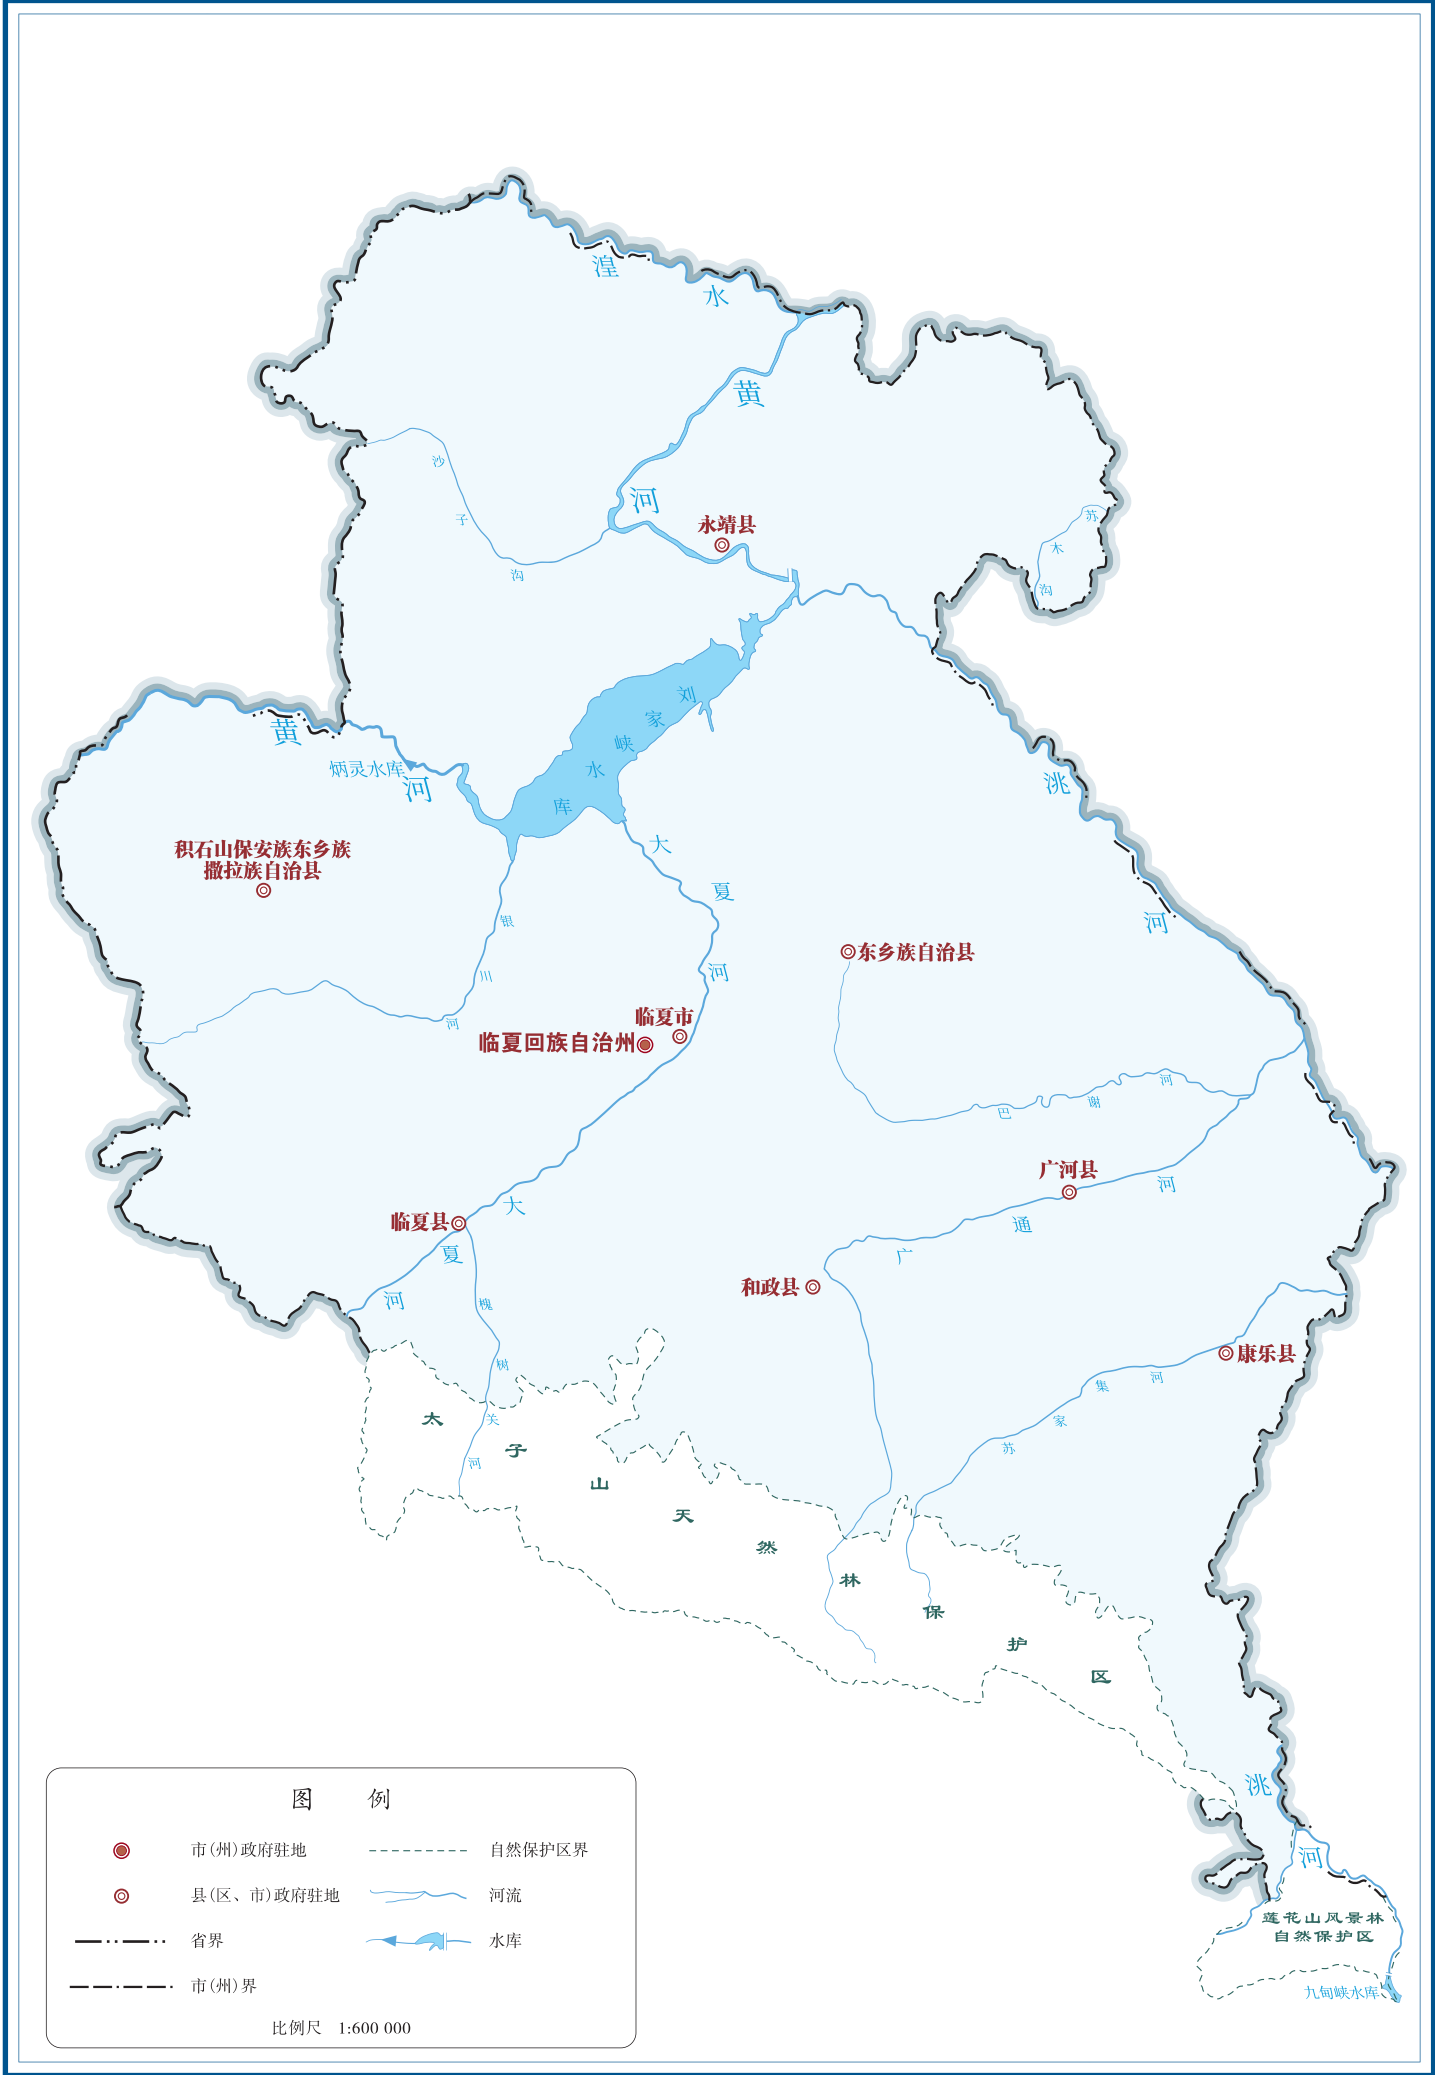 湟水
黄河
沙子沟
永靖县
苏木沟
刘家峡水库
黄河
炳灵水库
洮河
积石山保安族东乡族
撒拉族自治县
大夏河
银川河
东乡族自治县
临夏市
临夏回族自治州
巴谢河
广河县
广通河
临夏县
大夏河
槐树关河
和政县
康乐县
苏家集河
太子山天然林保护区
洮河
莲花山风景林
自然保护区
九甸峡水库
图例
市(州)政府驻地
自然保护区界
县(区、市)政府驻地
河流
省界
水库
市(州)界
比例尺 1:600 000